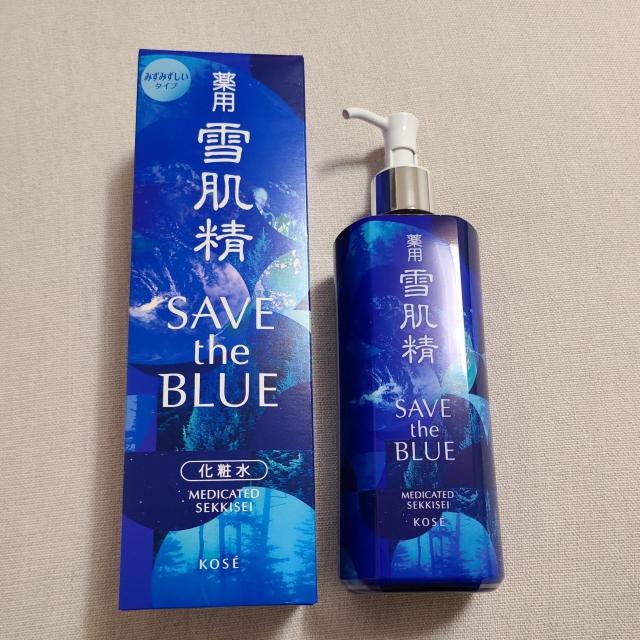 みずみずしい
タイプ
薬用
雪肌精
SAVE
the
BLUE
化粧水
MEDICATED
SEKKISEI
KOSÉ
薬用
雪肌精
SAVE
the
BLUE
MEDICATED
SEKKISEI
KOSÉ